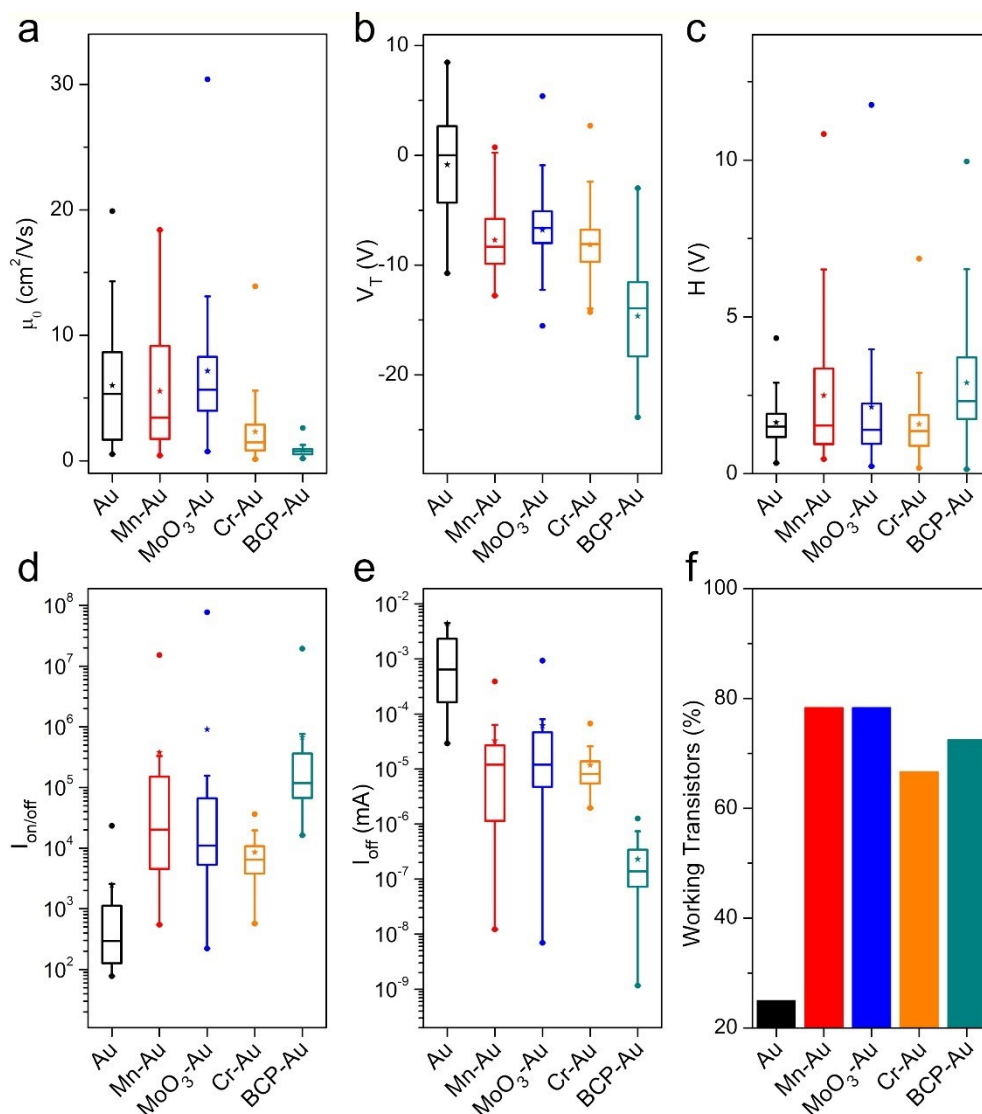 a
μ₀ (cm²/Vs)
30
20
10
0
Au
Mn-Au
MoO₃-Au
Cr-Au
BCP-Au
b
V_T (V)
10
0
-10
-20
Au
Mn-Au
MoO₃-Au
Cr-Au
BCP-Au
c
H (V)
10
5
0
Au
Mn-Au
MoO₃-Au
Cr-Au
BCP-Au
d
I_on/off
10⁸
10⁷
10⁶
10⁵
10⁴
10³
10²
Au
Mn-Au
MoO₃-Au
Cr-Au
BCP-Au
e
I_off (mA)
10⁻²
10⁻³
10⁻⁴
10⁻⁵
10⁻⁶
10⁻⁷
10⁻⁸
10⁻⁹
Au
Mn-Au
MoO₃-Au
Cr-Au
BCP-Au
f
Working Transistors (%)
100
80
60
40
20
Au
Mn-Au
MoO₃-Au
Cr-Au
BCP-Au